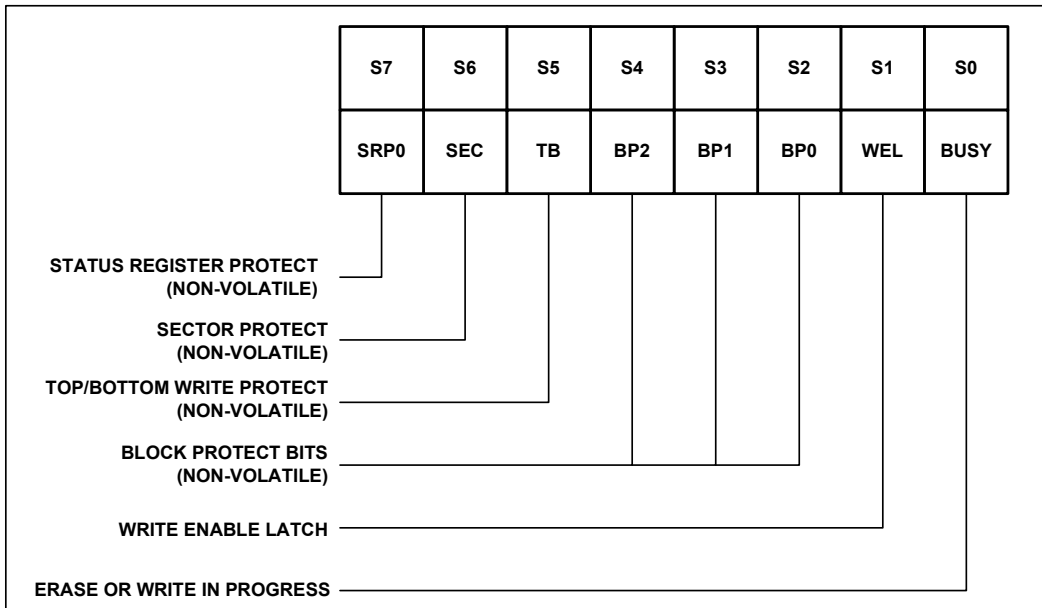 S7 S6 S5 S4 S3 S2 S1 S0
SRP0 SEC TB BP2 BP1 BP0 WEL BUSY
STATUS REGISTER PROTECT
(NON-VOLATILE)
SECTOR PROTECT
(NON-VOLATILE)
TOP/BOTTOM WRITE PROTECT
(NON-VOLATILE)
BLOCK PROTECT BITS
(NON-VOLATILE)
WRITE ENABLE LATCH
ERASE OR WRITE IN PROGRESS